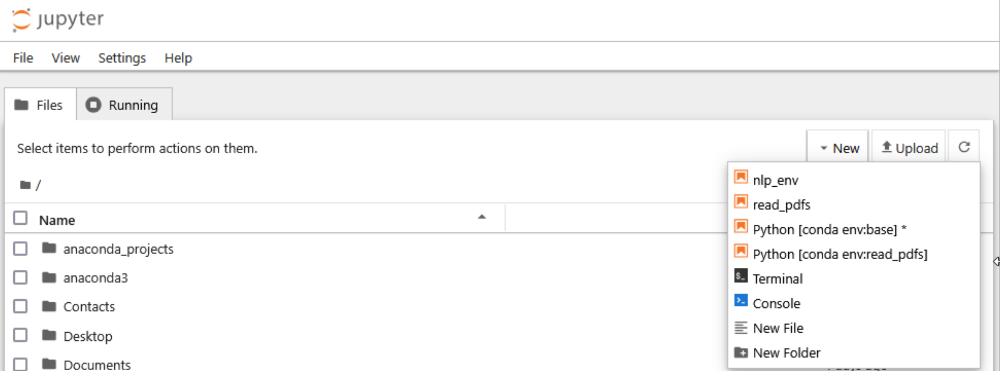 jupyter
File View Settings Help
Files Running
Select items to perform actions on them.
New Upload
/
nlp_env
read_pdfs
Name
Python [conda env:base] *
anaconda_projects
Python [conda env:read_pdfs]
anaconda3
Terminal
Contacts
Console
Desktop
New File
Documents
New Folder